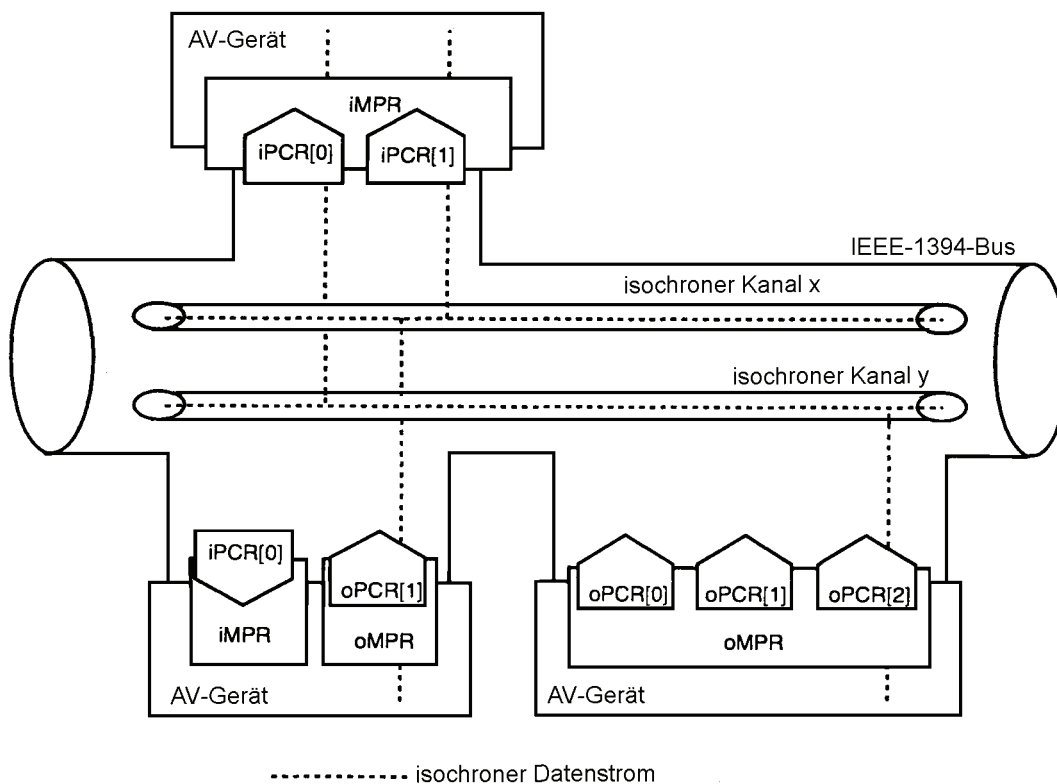 AV-Gerät
iMPR
iPCR[0]
iPCR[1]
IEEE-1394-Bus
isochroner Kanal x
isochroner Kanal y
iPCR[0]
oPCR[1]
iMPR
oMPR
AV-Gerät
oPCR[0]
oPCR[1]
oPCR[2]
oMPR
AV-Gerät
isochroner Datenstrom